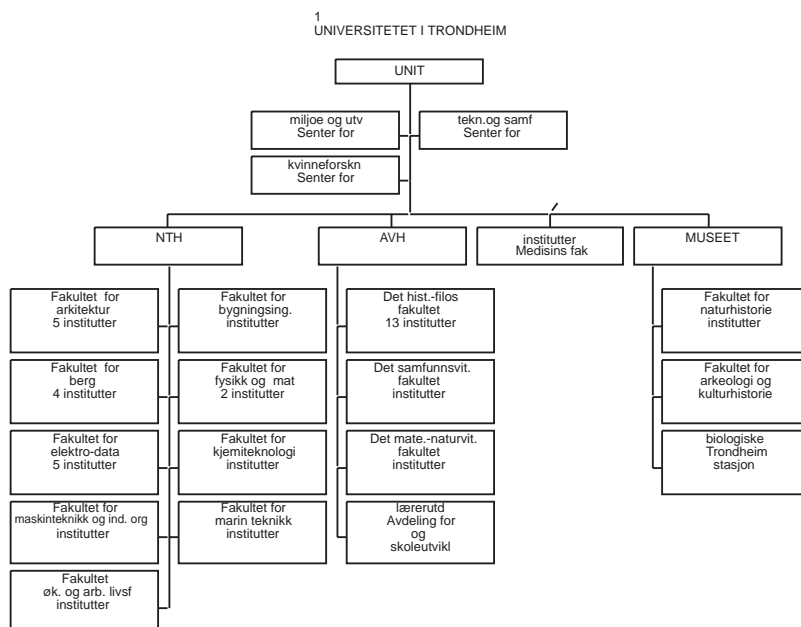 1
UNIVERSITETET I TRONDHEIM
UNIT
miljoe og utv
Senter for
tekn.og samf
Senter for
kvinneforskn
Senter for
NTH
AVH
institutter
Medisins fak
MUSEET
Fakultet for
arkitektur
5 institutter
Fakultet for
bygningsing.
institutter
Det hist.-filos
fakultet
13 institutter
Fakultet for
naturhistorie
institutter
Fakultet for
berg
4 institutter
Fakultet for
fysikk og mat
2 institutter
Det samfunnsvit.
fakultet
institutter
Fakultet for
arkeologi og
kulturhistorie
Fakultet for
elektro-data
5 institutter
Fakultet for
kjemiteknologi
institutter
Det mate.-naturvit.
fakultet
institutter
biologiske
Trondheim
stasjon
Fakultet for
maskinteknikk og ind. org
institutter
Fakultet for
marin teknikk
institutter
lærerutd
Avdeling for
og
skoleutvikl
Fakultet
øk. og arb. livsf
institutter